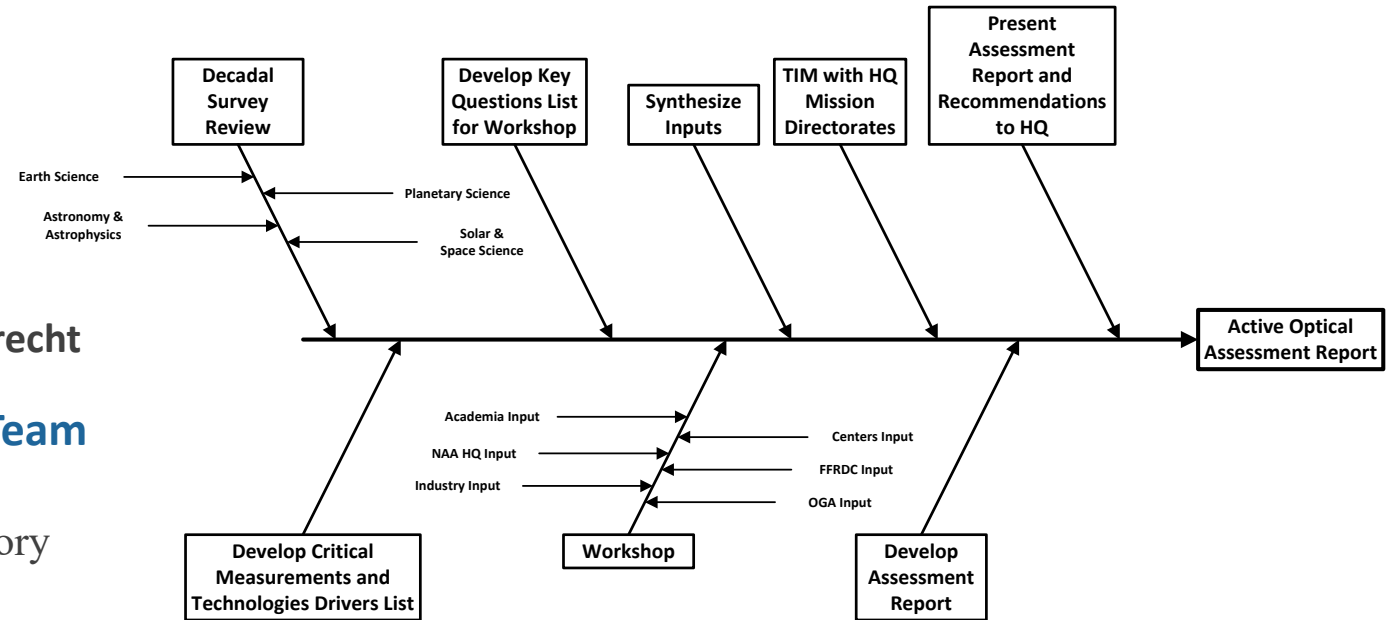 Present
Assessment
Report and
Recommendations
to HQ
Decadal
Survey
Review
Develop Key
Questions List
for Workshop
Synthesize
Inputs
TIM with HQ
Mission
Directorates
Earth Science
Planetary Science
Astronomy &
Astrophysics
Solar &
Space Science
recht
Team
ory
Active Optical
Assessment Report
Academia Input
Centers Input
NAA HQ Input
FFRDC Input
Industry Input
OGA Input
Develop Critical
Measurements and
Technologies Drivers List
Workshop
Develop
Assessment
Report